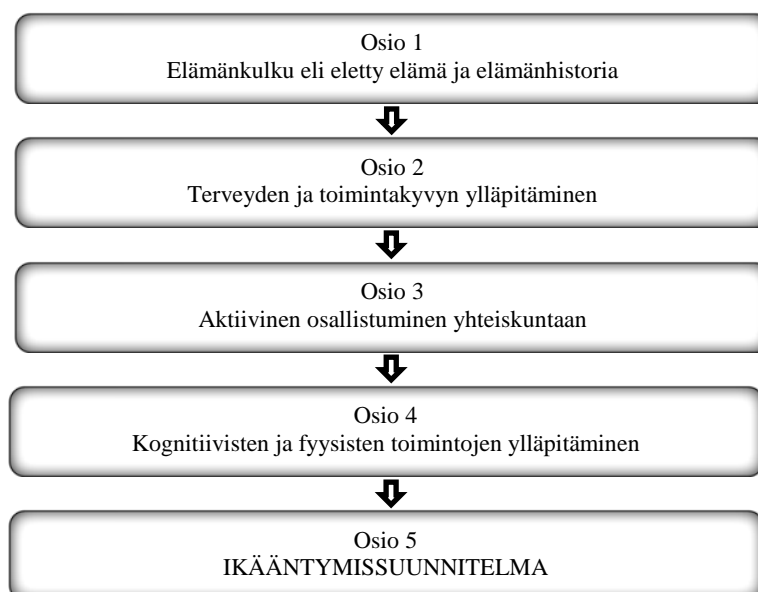 Osio 1
Elämänkulku eli eletty elämä ja elämänhistoria
Osio 2
Terveyden ja toimintakyvyn ylläpitäminen
Osio 3
Aktiivinen osallistuminen yhteiskuntaan
Osio 4
Kognitiivisten ja fyysisten toimintojen ylläpitäminen
Osio 5
IKÄÄNTYMISSUUNNITELMA